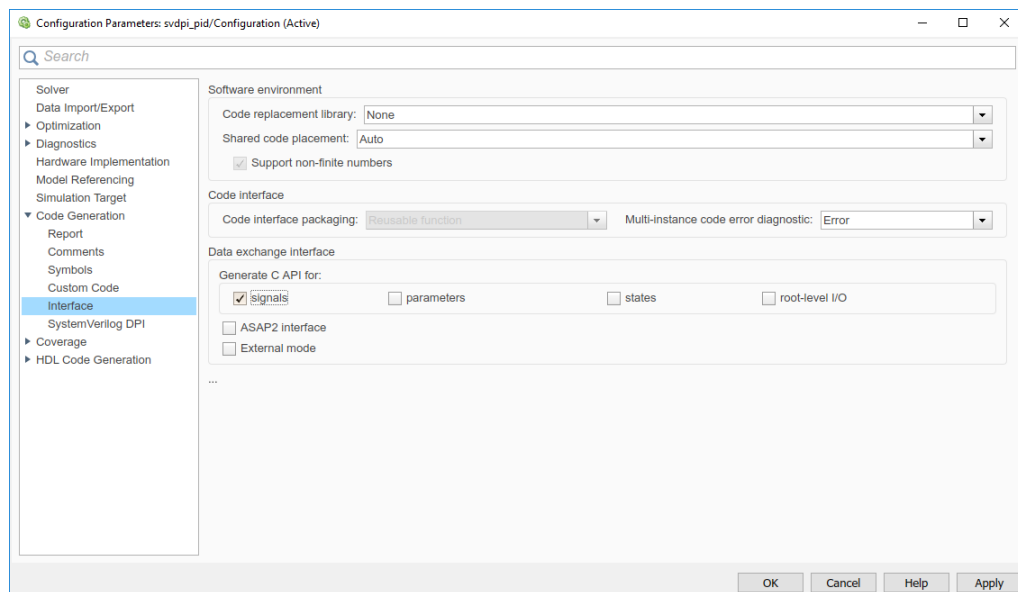 Configuration Parameters: svdpi_pid/Configuration (Active)
Search
Solver
Data Import/Export
Optimization
Diagnostics
Hardware Implementation
Model Referencing
Simulation Target
Code Generation
Report
Comments
Symbols
Custom Code
Interface
SystemVerilog DPI
Coverage
HDL Code Generation
Software environment
Code replacement library: None
Shared code placement: Auto
Support non-finite numbers
Code interface
Code interface packaging: Reusable function Multi-instance code error diagnostic: Error
Data exchange interface
Generate C API for:
signals parameters states root-level I/O
ASAP2 interface
External mode
...
OK Cancel Help Apply